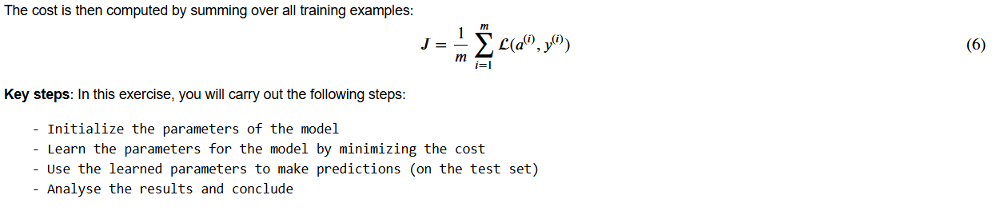 The cost is then computed by summing over all training examples:
J = \frac{1}{m} \sum_{i=1}^{m} \mathcal{L}(a^{(i)}, y^{(i)}) (6)
Key steps: In this exercise, you will carry out the following steps:
- Initialize the parameters of the model
- Learn the parameters for the model by minimizing the cost
- Use the learned parameters to make predictions (on the test set)
- Analyse the results and conclude